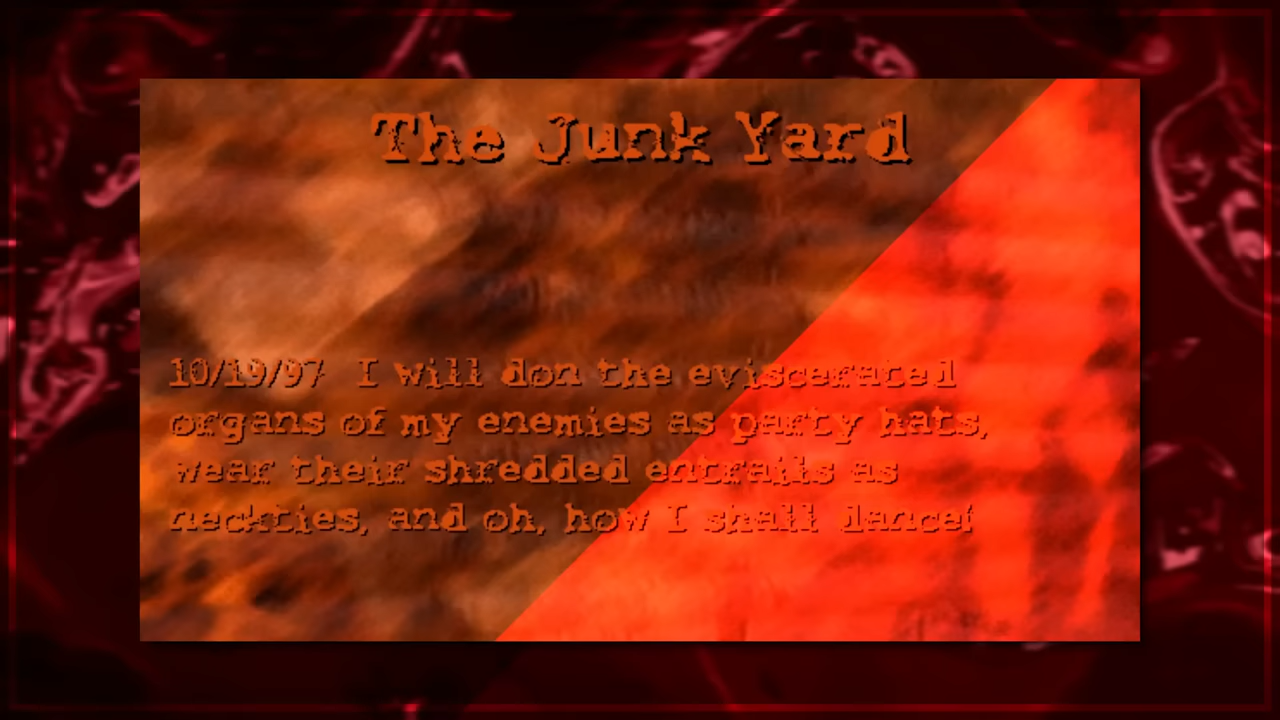 The Junk Yard
10/19/97 I will don the eviscerated
organs of my enemies as party hats,
wear their shredded entrails as
neckties, and oh, how I shall dance!